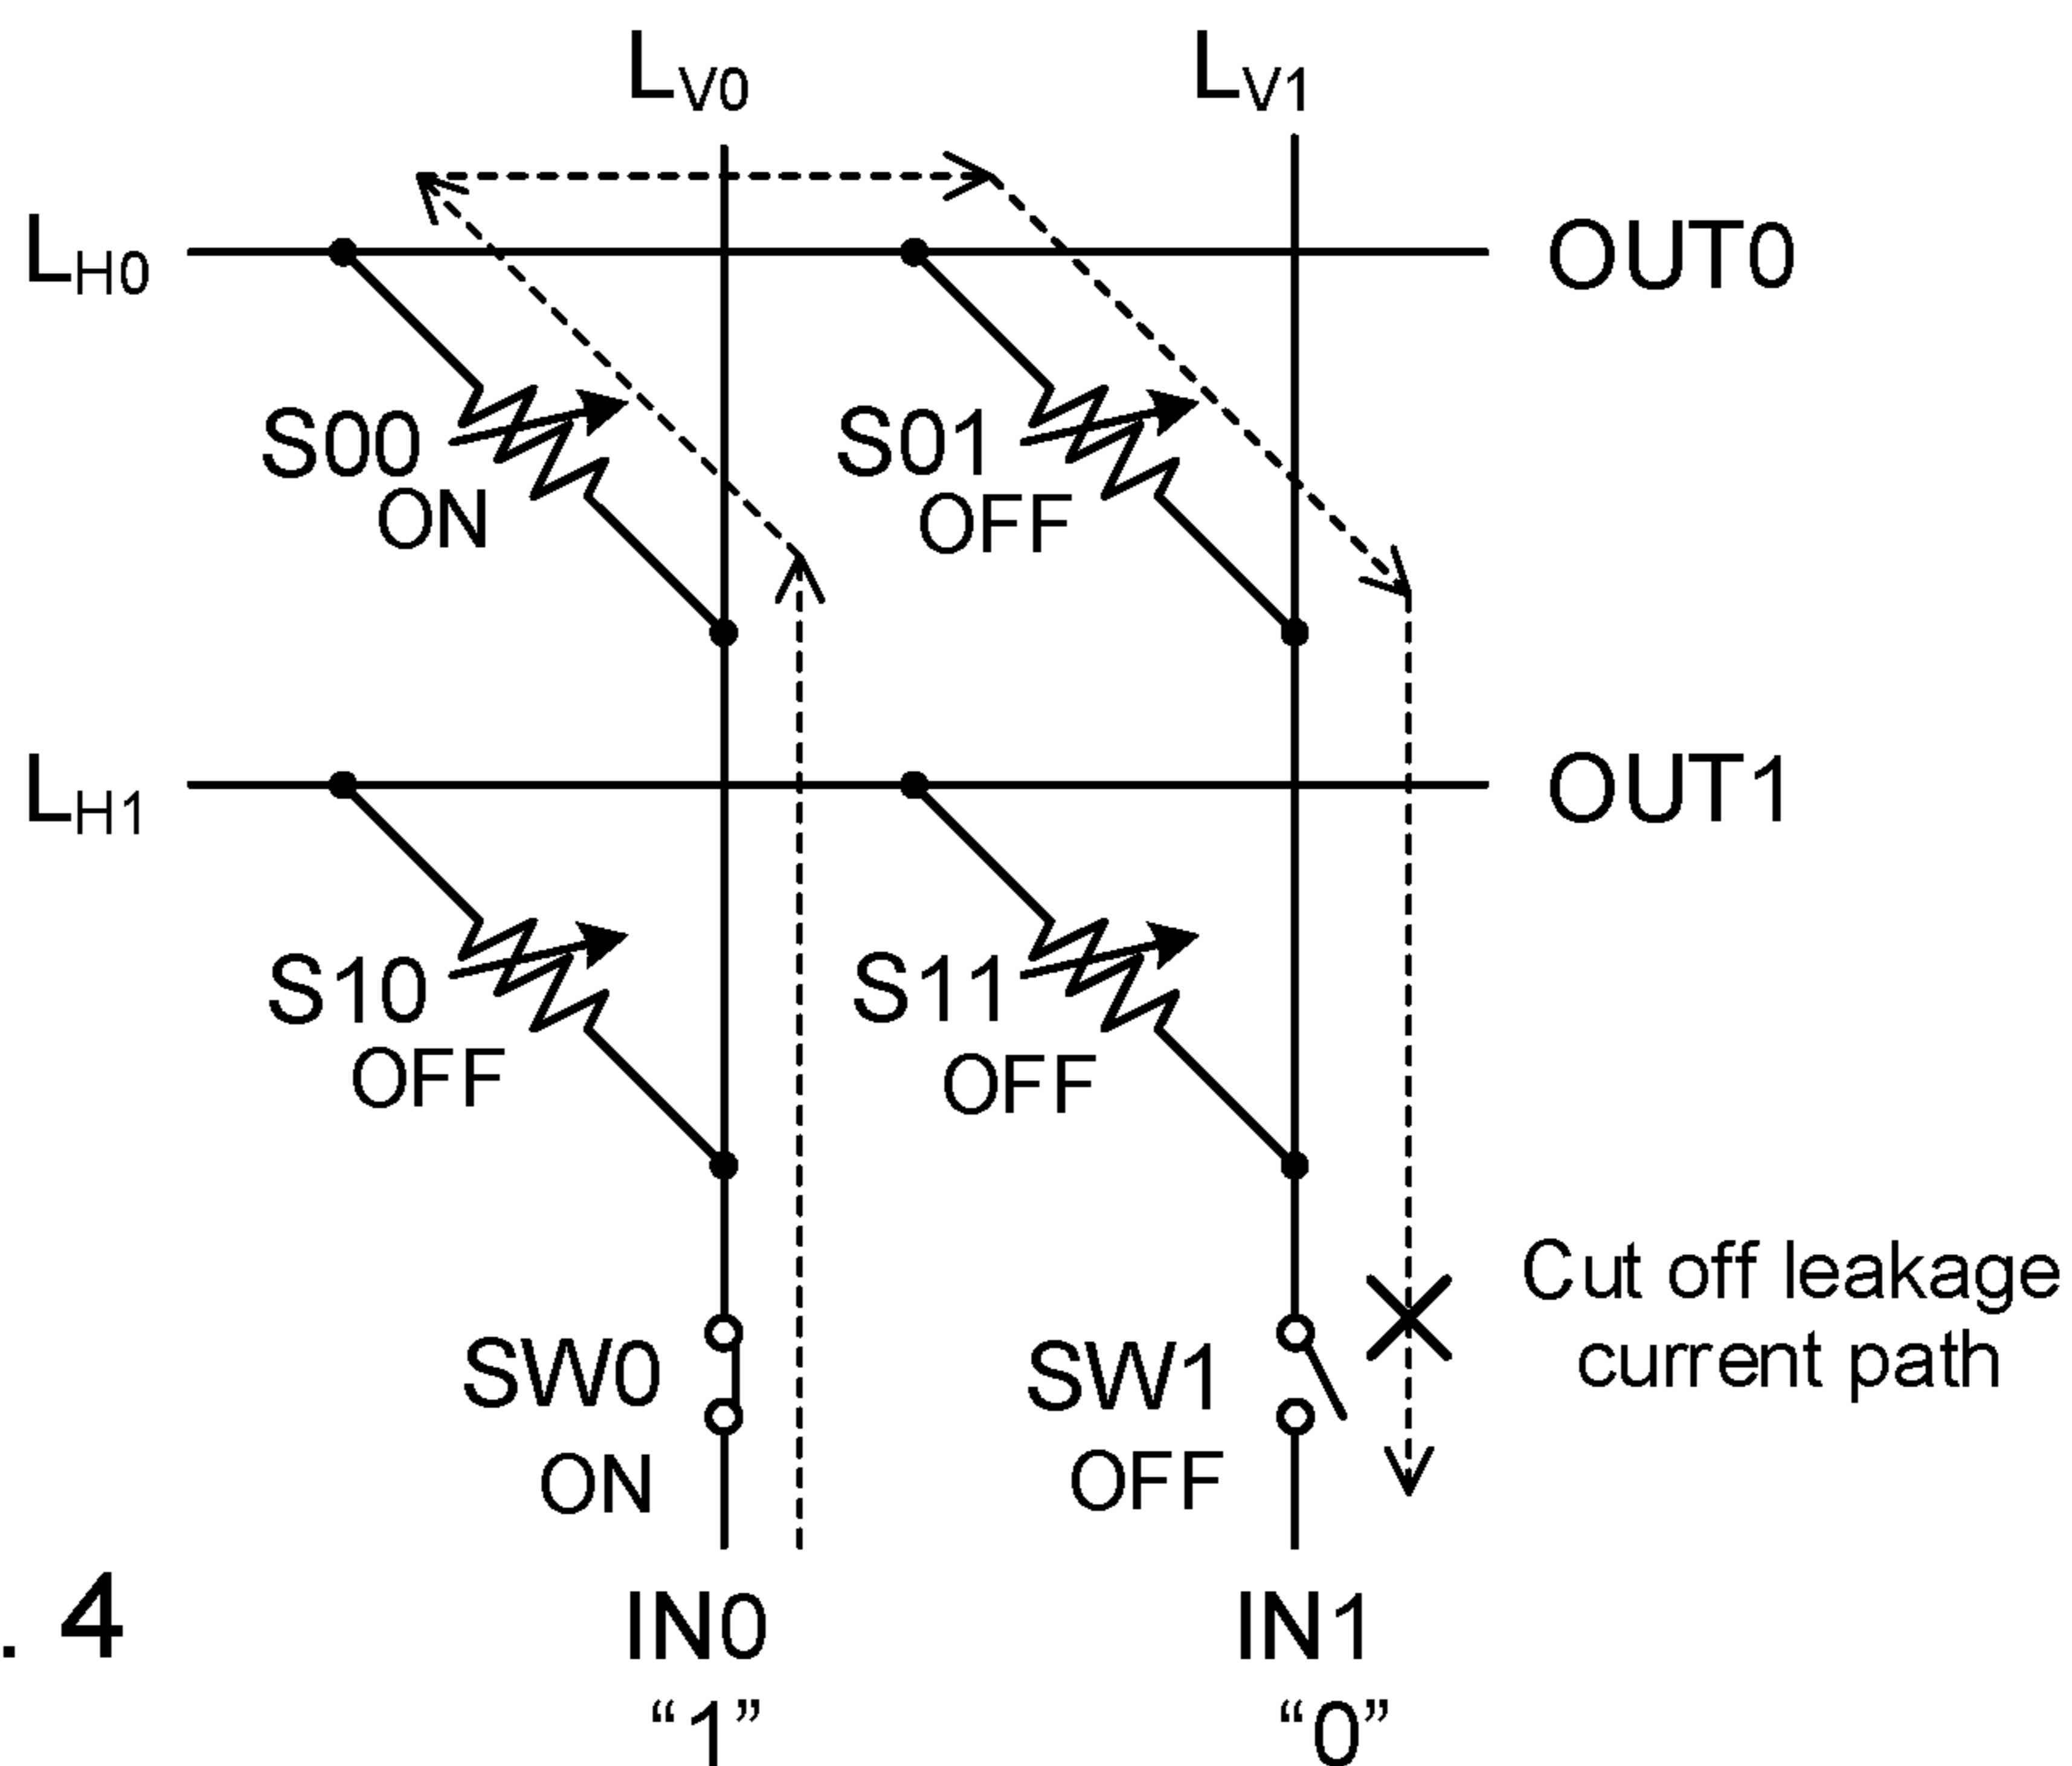 LV0 LV1
LH0 OUT0
S00 S01
ON OFF
LH1 OUT1
S10 S11
OFF OFF
Cut off leakage
current path
SW0 SW1
ON OFF
. 4
IN0 IN1
“1” “0”